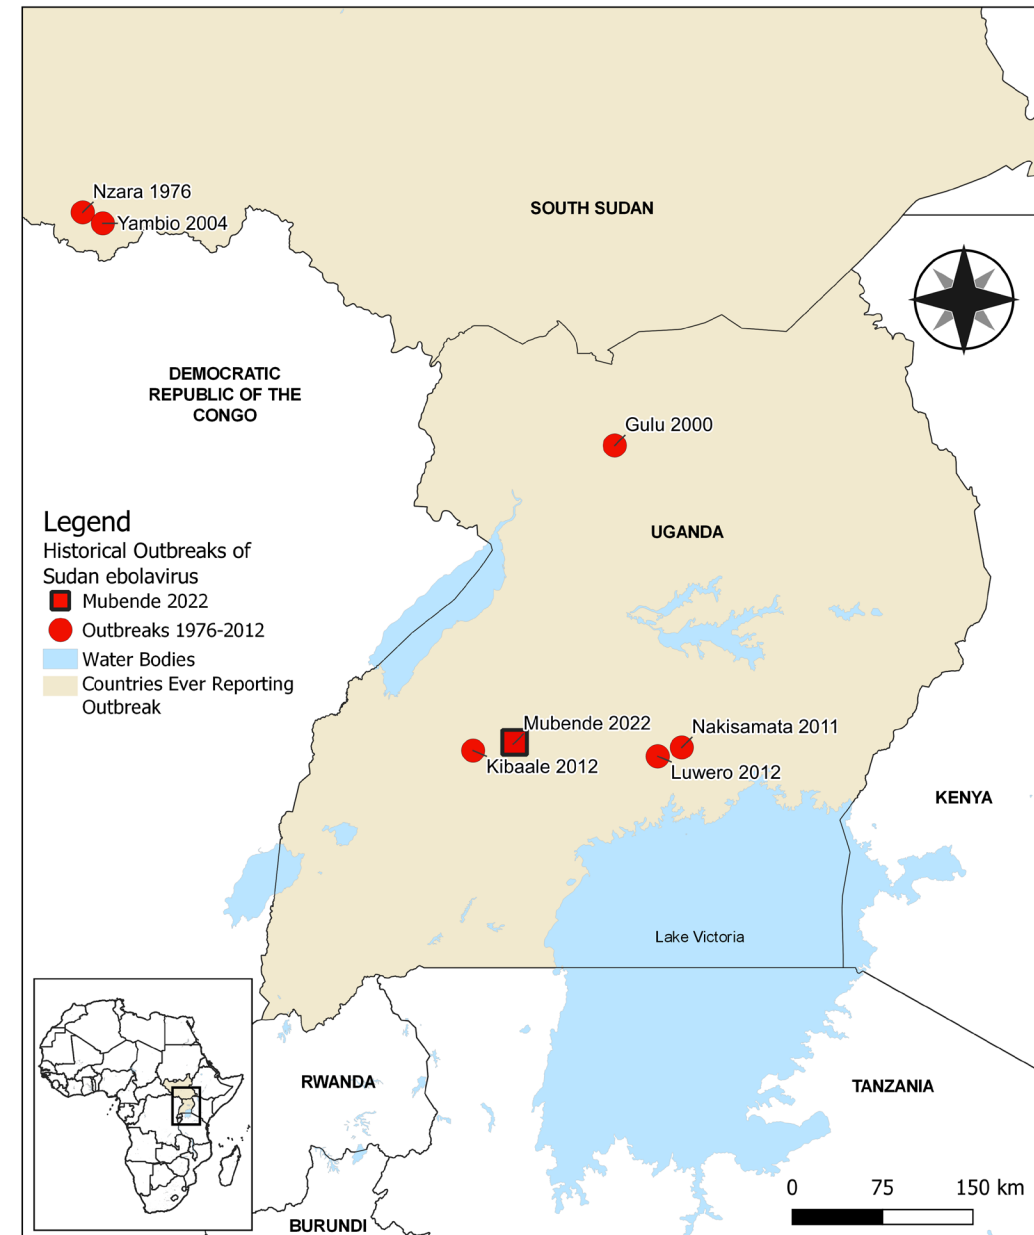 Nzara 1976
Yambio 2004
SOUTH SUDAN
DEMOCRATIC
REPUBLIC OF THE
CONGO
Gulu 2000
UGANDA
Legend
Historical Outbreaks of
Sudan ebolavirus
Mubende 2022
Outbreaks 1976-2012
Water Bodies
Countries Ever Reporting
Outbreak
Mubende 2022
Kibaale 2012
Nakisamata 2011
Luwero 2012
KENYA
Lake Victoria
RWANDA
TANZANIA
BURUNDI
0 75 150 km